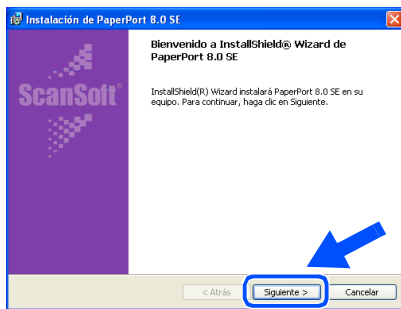 Instalación de PaperPort 8.0 SE
Bienvenido a InstallShield® Wizard de
PaperPort 8.0 SE
ScanSoft®
InstallShield(R) Wizard instalará PaperPort 8.0 SE en su
equipo. Para continuar, haga clic en Siguiente.
< Atrás
Siguiente >
Cancelar